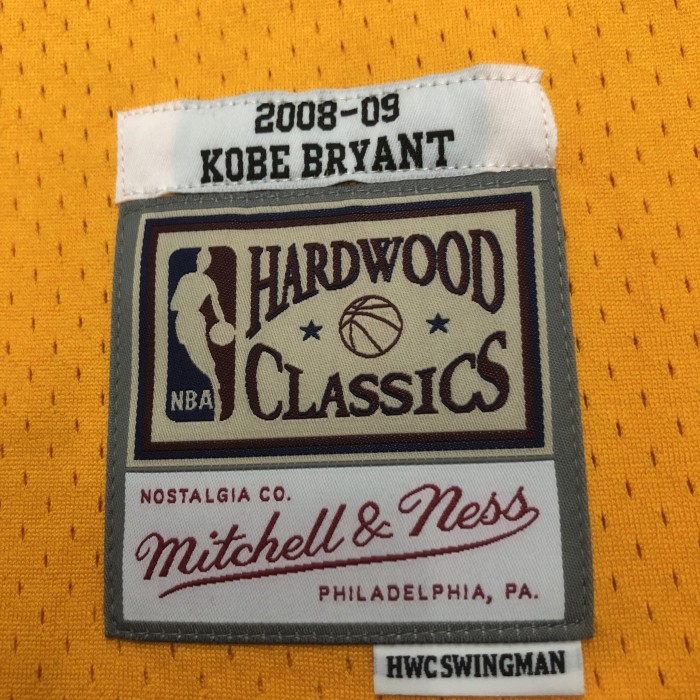 2008-09
KOBE BRYANT
HARDWOOD
NBA
CLASSICS
NOSTALGIA CO.
Mitchell & Ness
PHILADELPHIA, PA.
HWC SWINGMAN